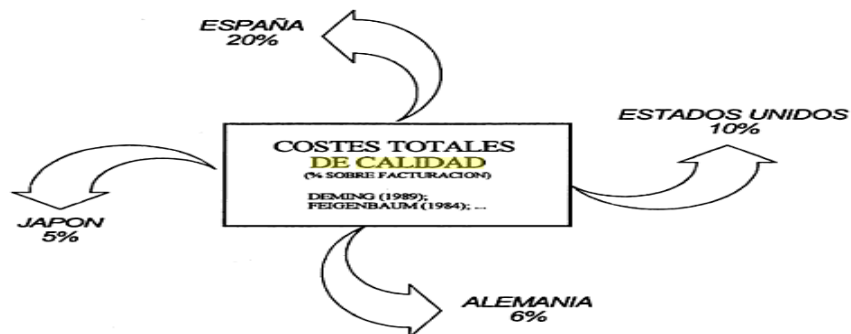 ESPAÑA
20%
ESTADOS UNIDOS
10%
COSTES TOTALES
DE CALIDAD
(% SOBRE FACTURACION)
DEMING (1989);
FEIGENBAUM (1984); ...
JAPON
5%
ALEMANIA
6%